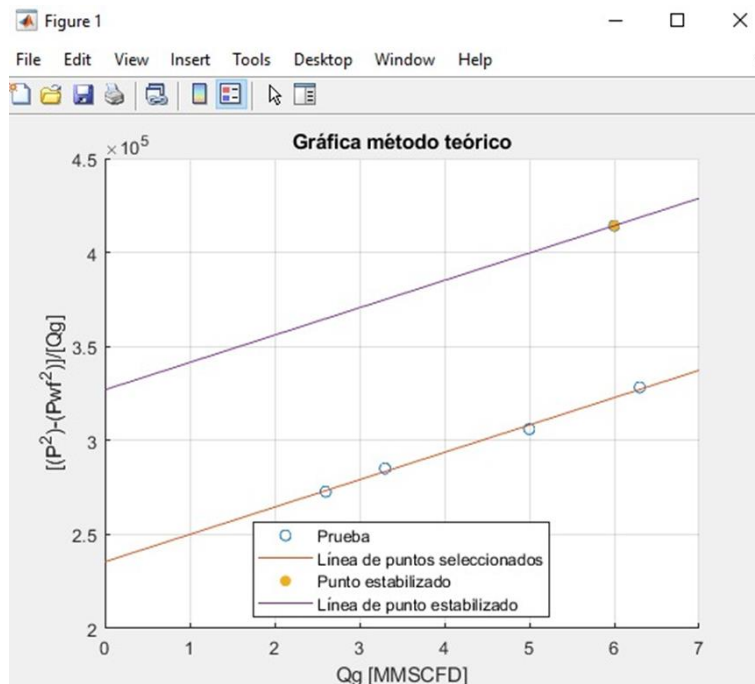 Figure 1
File Edit View Insert Tools Desktop Window Help
×10^5
Gráfica método teórico
4.5
4
3.5
3
2.5
2
[(P^2)-(Pwf^2)]/[Qg]
Prueba
Línea de puntos seleccionados
Punto estabilizado
Línea de punto estabilizado
0 1 2 3 4 5 6 7
Qg [MMSCFD]